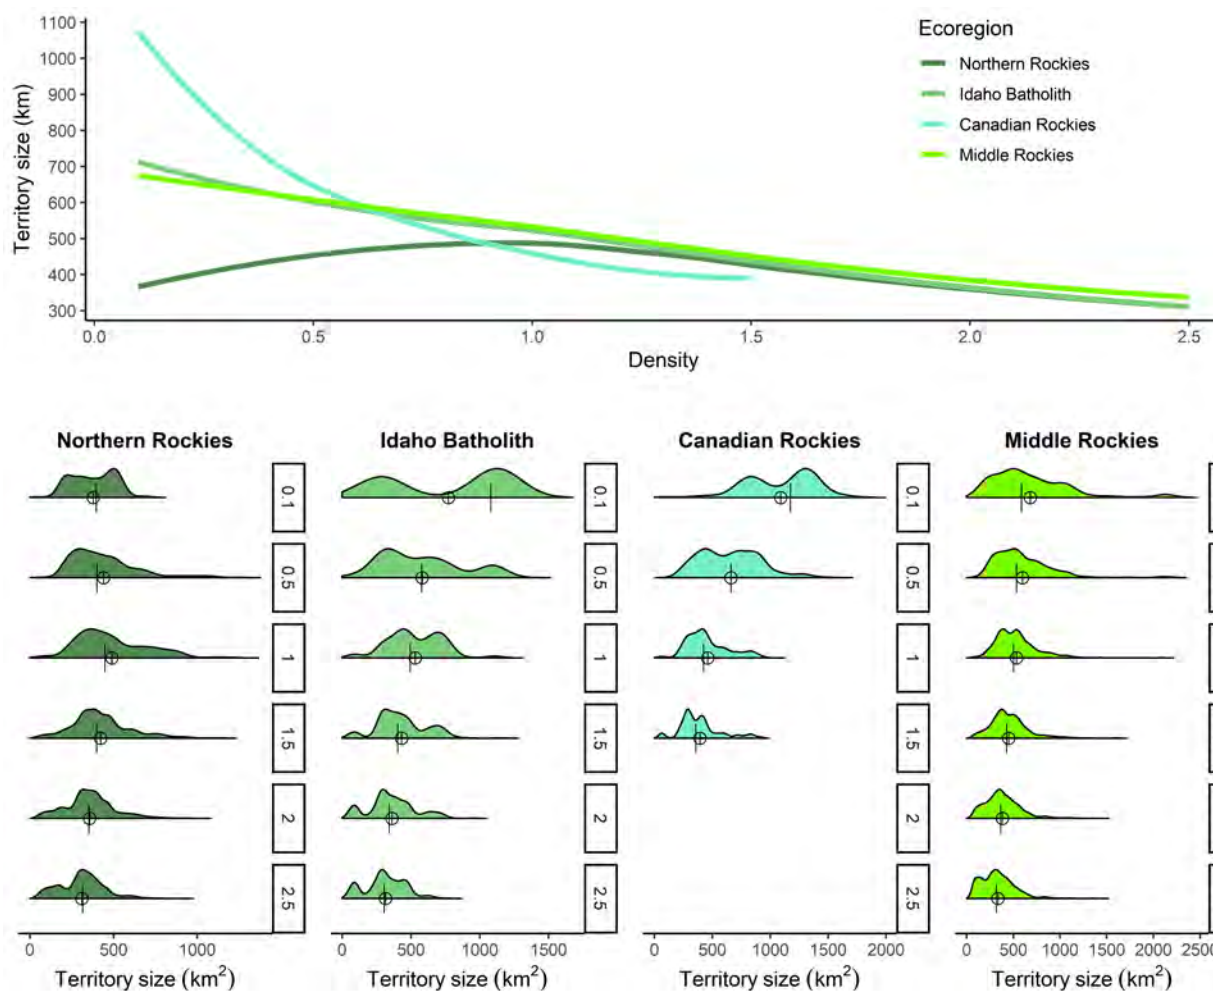 Territory size (km)
1100
1000
900
800
700
600
500
400
300
0.0 0.5 1.0 1.5 2.0 2.5
Density
Ecoregion
Northern Rockies
Idaho Batholith
Canadian Rockies
Middle Rockies
Northern Rockies Idaho Batholith Canadian Rockies Middle Rockies
0.1 0.1 0.1
0.5 0.5 0.5
1 1 1
1.5 1.5 1.5
2 2 2
2.5 2.5 2.5
0 500 1000 0 500 1000 1500 0 500 1000 1500 2000 0 500 1000 1500 2000 2500
Territory size (km²) Territory size (km²) Territory size (km²) Territory size (km²)